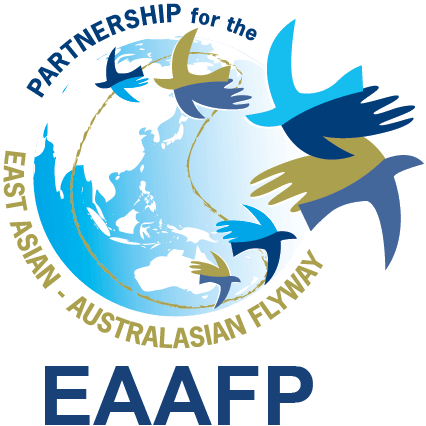 PARTNERSHIP for the
EAST ASIAN - AUSTRALASIAN FLYWAY
EAAFP